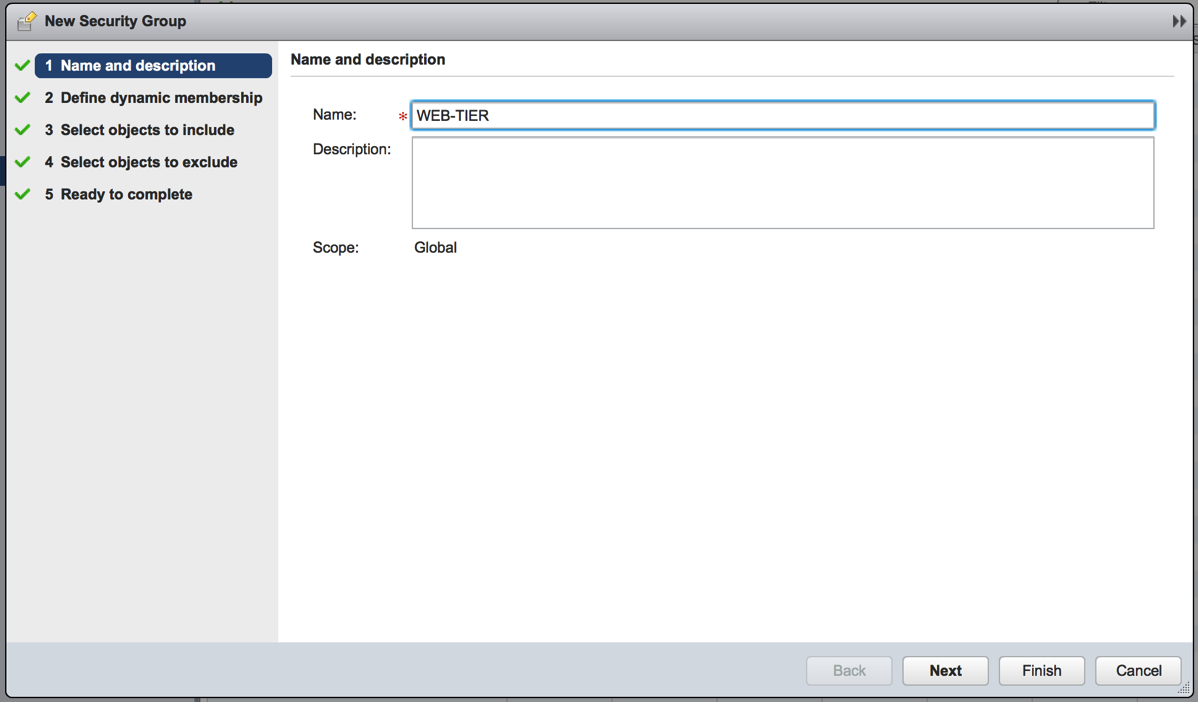 New Security Group
1 Name and description
2 Define dynamic membership
3 Select objects to include
4 Select objects to exclude
5 Ready to complete
Name and description
Name: * WEB-TIER
Description:
Scope: Global
Back Next Finish Cancel